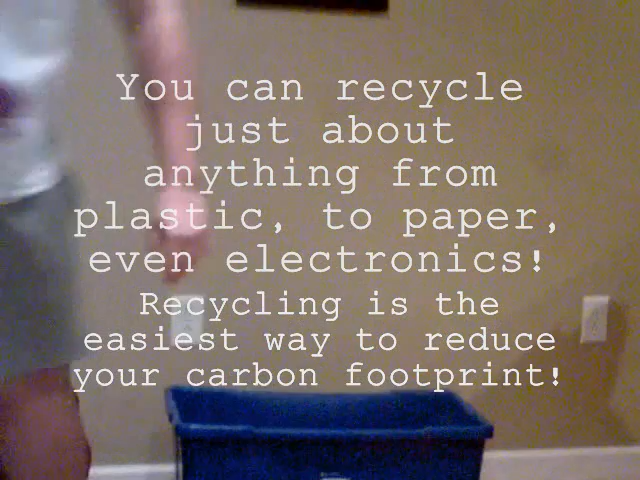 You can recycle
just about
anything from
plastic, to paper,
even electronics!
Recycling is the
easiest way to reduce
your carbon footprint!